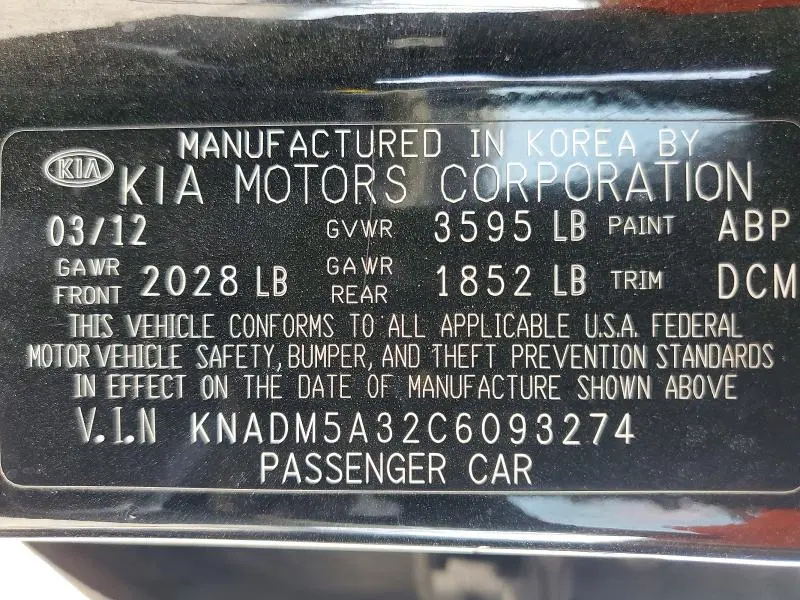 MANUFACTURED IN KOREA BY
KIA KIA MOTORS CORPORATION
03/12 GVWR 3595 LB PAINT ABP
GAWR FRONT 2028 LB GAWR REAR 1852 LB TRIM DCM
THIS VEHICLE CONFORMS TO ALL APPLICABLE U.S.A. FEDERAL
MOTOR VEHICLE SAFETY, BUMPER, AND THEFT PREVENTION STANDARDS
IN EFFECT ON THE DATE OF MANUFACTURE SHOWN ABOVE
V.I.N KNADM5A32C6093274
PASSENGER CAR